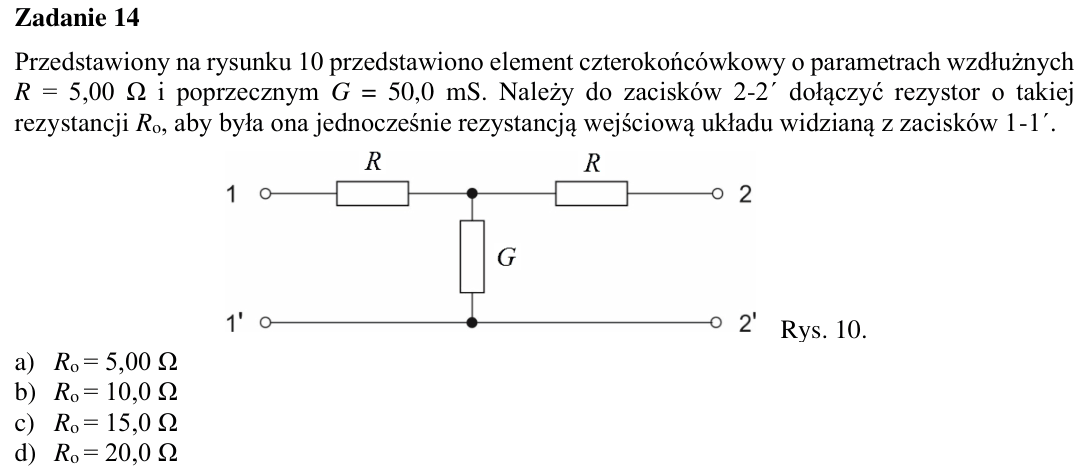 Zadanie 14
Przedstawiony na rysunku 10 przedstawiono element czterokońcówkowy o parametrach wzdłużnych
R = 5,00 Ω i poprzecznym G = 50,0 mS. Należy do zacisków 2-2´ dołączyć rezystor o takiej
rezystancji Ro, aby była ona jednocześnie rezystancją wejściową układu widzianą z zacisków 1-1´.
R R
1 2
G
1' 2' Rys. 10.
a) Ro = 5,00 Ω
b) Ro = 10,0 Ω
c) Ro = 15,0 Ω
d) Ro = 20,0 Ω